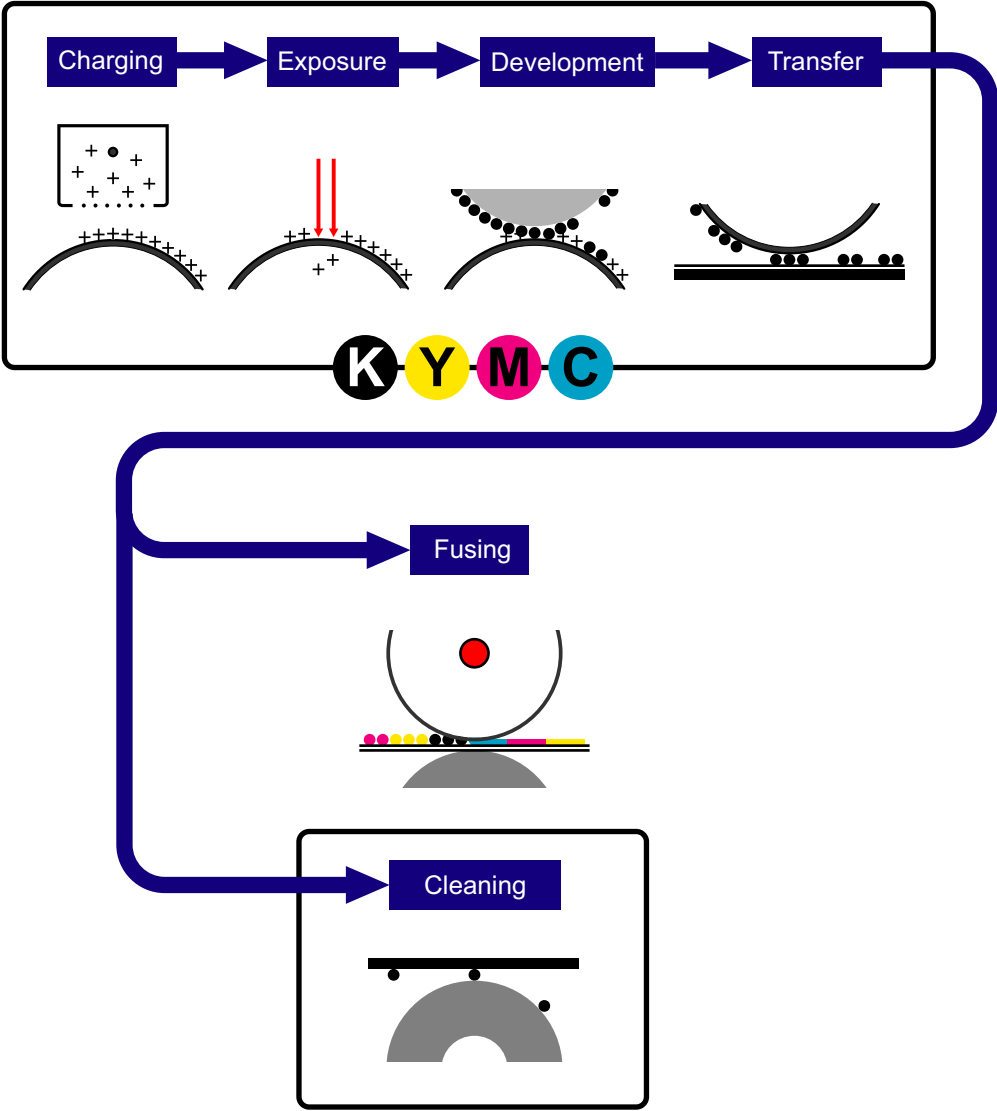 Charging
Exposure
Development
Transfer
K Y M C
Fusing
Cleaning